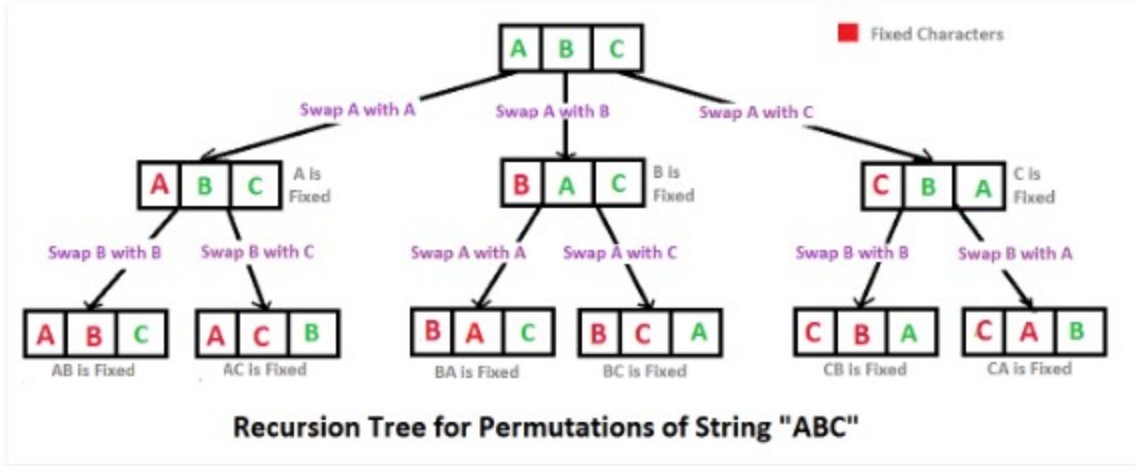 A B C
Fixed Characters
Swap A with A
Swap A with B
Swap A with C
A B C
A is
Fixed
B A C
B is
Fixed
C B A
C is
Fixed
Swap B with B
Swap B with C
Swap A with A
Swap A with C
Swap B with B
Swap B with A
A B C
A C B
B A C
B C A
C B A
C A B
AB is Fixed
AC is Fixed
BA is Fixed
BC is Fixed
CB is Fixed
CA is Fixed
Recursion Tree for Permutations of String "ABC"